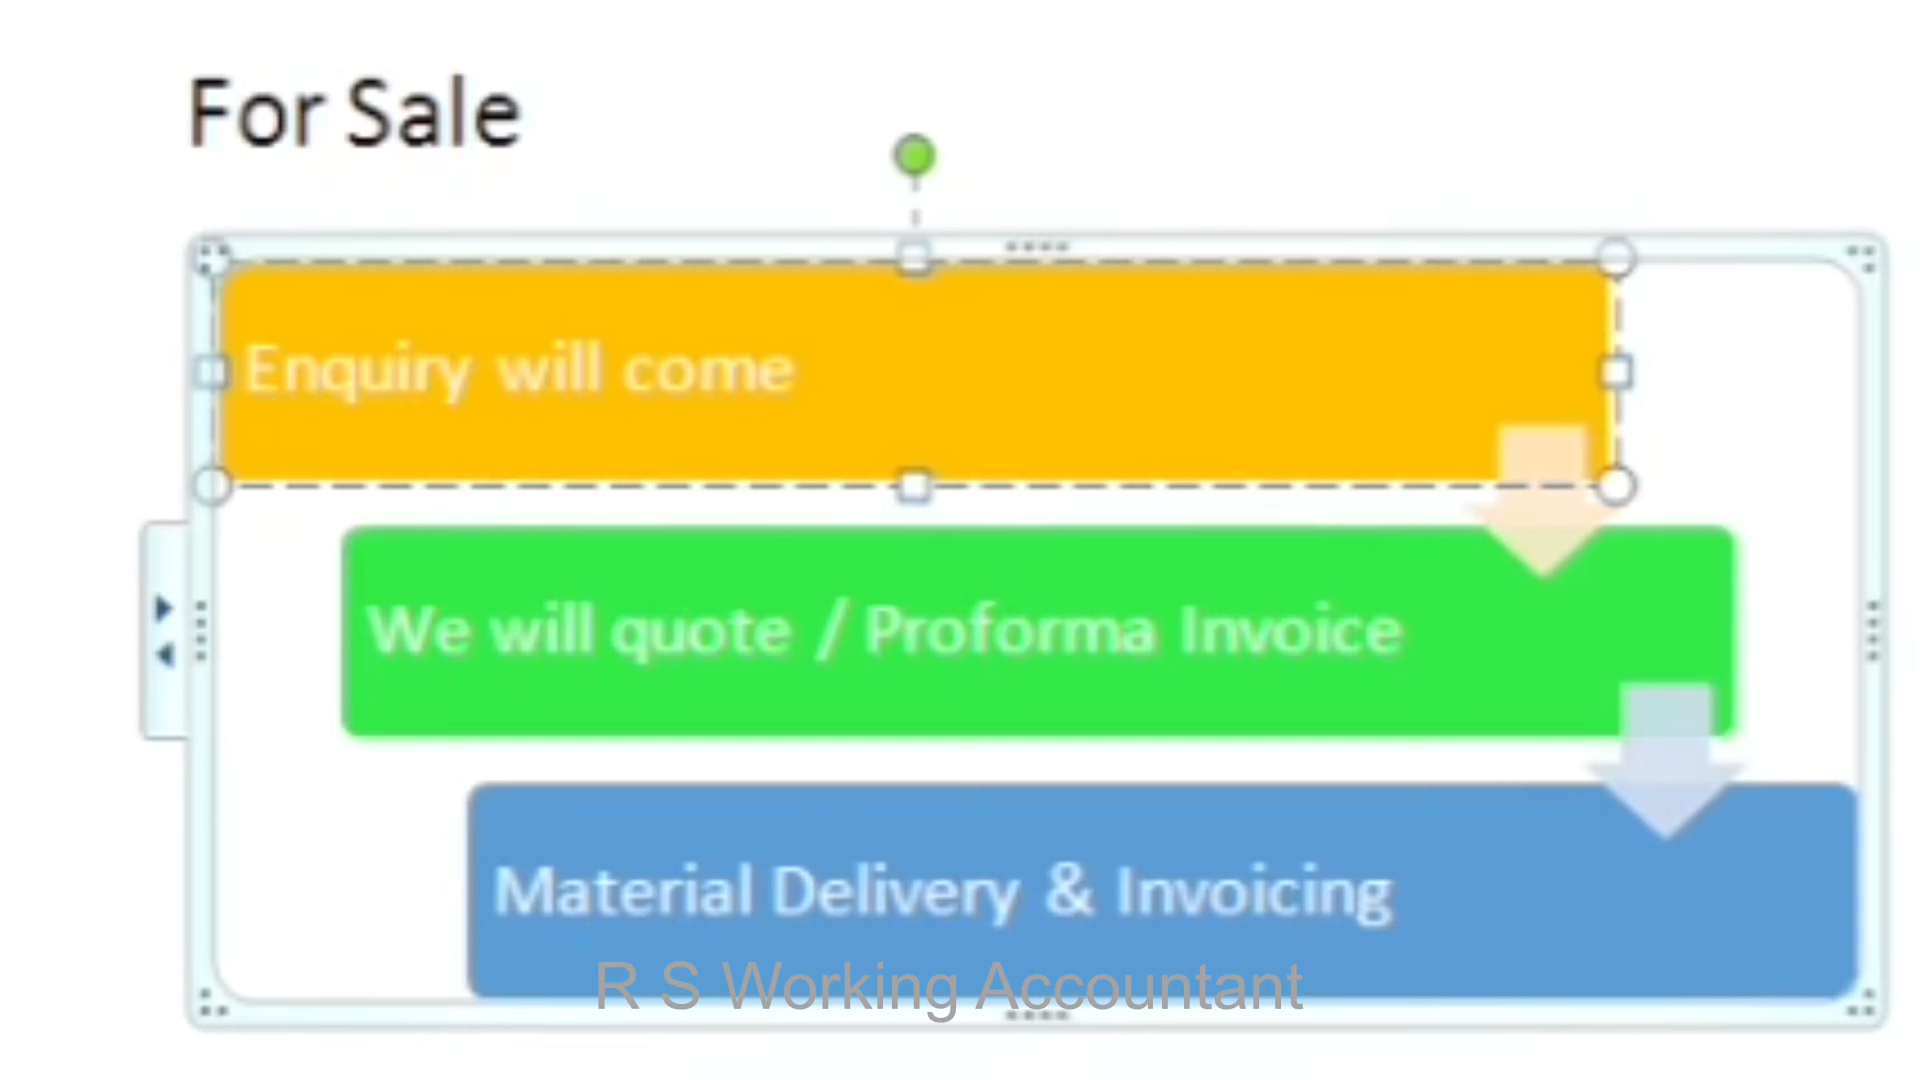 For Sale
Enquiry will come
We will quote / Proforma Invoice
Material Delivery & Invoicing
R S Working Accountant